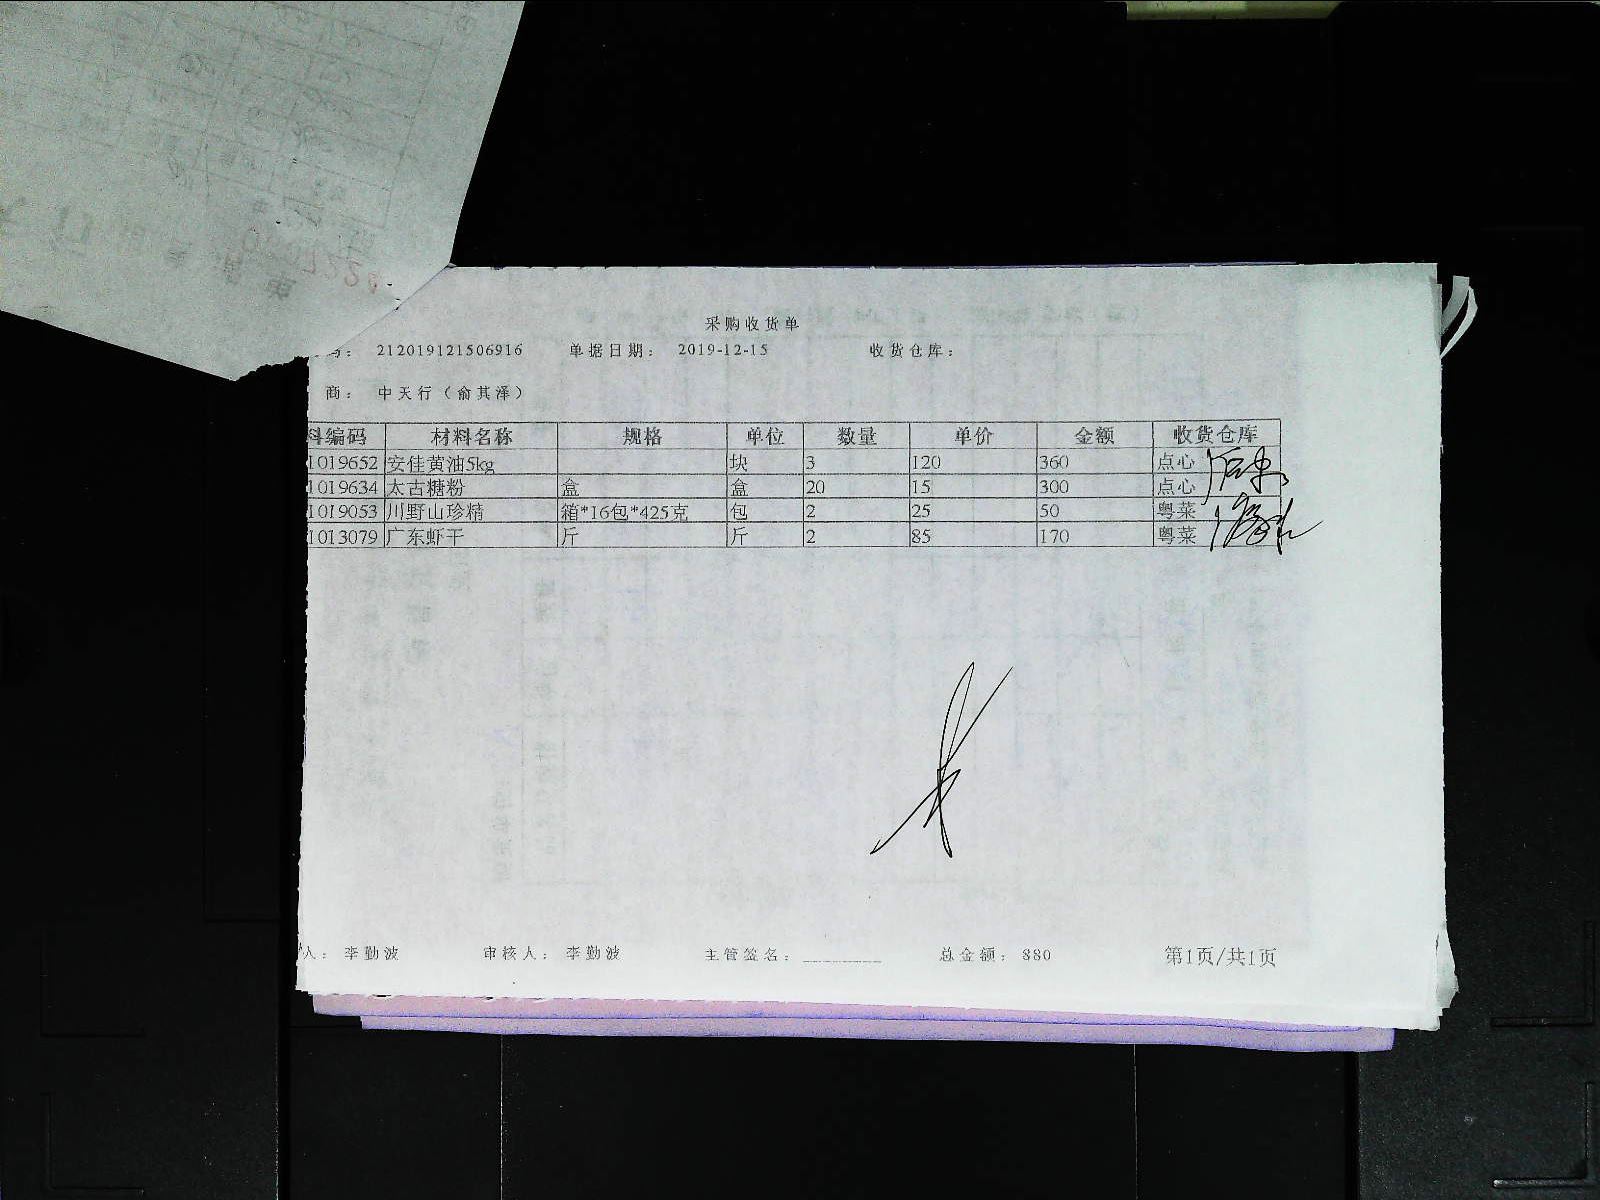 采购收货单
号： 212019121506916 单据日期： 2019-12-15 收货仓库：
商： 中天行（俞其泽）
料编码 材料名称 规格 单位 数量 单价 金额 收货仓库
1019652 安佳黄油5kg 块 3 120 360 点心
1019634 太古糖粉 盒 盒 20 15 300 点心
1019053 川野山珍精 箱*16包*425克 包 2 25 50 粤菜
1013079 广东虾干 斤 斤 2 85 170 粤菜
人： 李勤波 审核人： 李勤波 主管签名：________ 总金额： 880 第1页/共1页